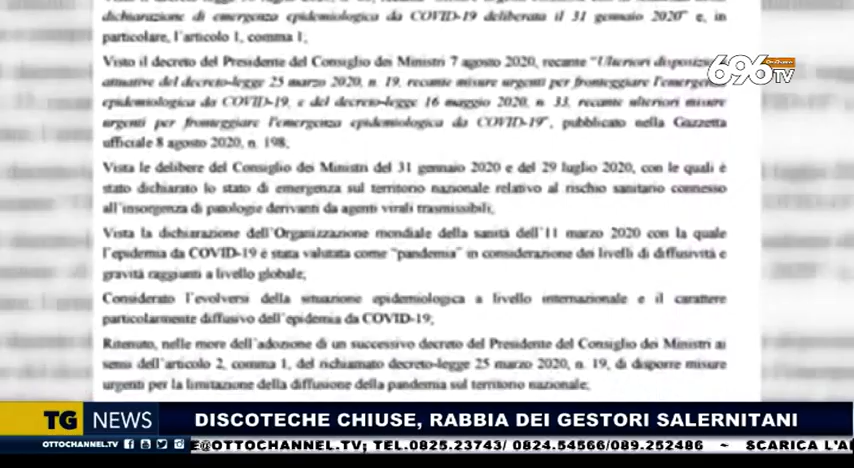 dichiarazione di emergenza epidemiologica da COVID-19 deliberata il 31 gennaio 2020" e, in
particolare, l'articolo 1, comma 1;
Visto il decreto del Presidente del Consiglio dei Ministri 7 agosto 2020, recante "Ulteriori disposizioni
attuative del decreto-legge 25 marzo 2020, n. 19, recante misure urgenti per fronteggiare l'emergenza
epidemiologica da COVID-19, e del decreto-legge 16 maggio 2020, n. 33, recante ulteriori misure
urgenti per fronteggiare l'emergenza epidemiologica da COVID-19", pubblicato nella Gazzetta
ufficiale 8 agosto 2020, n. 198;
Vista le delibere del Consiglio dei Ministri del 31 gennaio 2020 e del 29 luglio 2020, con le quali è
stato dichiarato lo stato di emergenza sul territorio nazionale relativo al rischio sanitario connesso
all'insorgenza di patologie derivanti da agenti virali trasmissibili;
Vista la dichiarazione dell'Organizzazione mondiale della sanità dell'11 marzo 2020 con la quale
l'epidemia da COVID-19 è stata valutata come "pandemia" in considerazione dei livelli di diffusività e
gravità raggiunti a livello globale;
Considerato l'evolversi della situazione epidemiologica a livello internazionale e il carattere
particolarmente diffusivo dell'epidemia da COVID-19;
Ritenuto, nelle more dell'adozione di un successivo decreto del Presidente del Consiglio dei Ministri ai
sensi dell'articolo 2, comma 1, del richiamato decreto-legge 25 marzo 2020, n. 19, di disporre misure
urgenti per la limitazione della diffusione della pandemia sul territorio nazionale;
696 TV
TG NEWS
DISCOTECHE CHIUSE, RABBIA DEI GESTORI SALERNITANI
OTTOCHANNEL.TV
E@OTTOCHANNEL.TV; TEL.0825.23743/ 0824.54566/089.252486 ~ SCARICA L'A